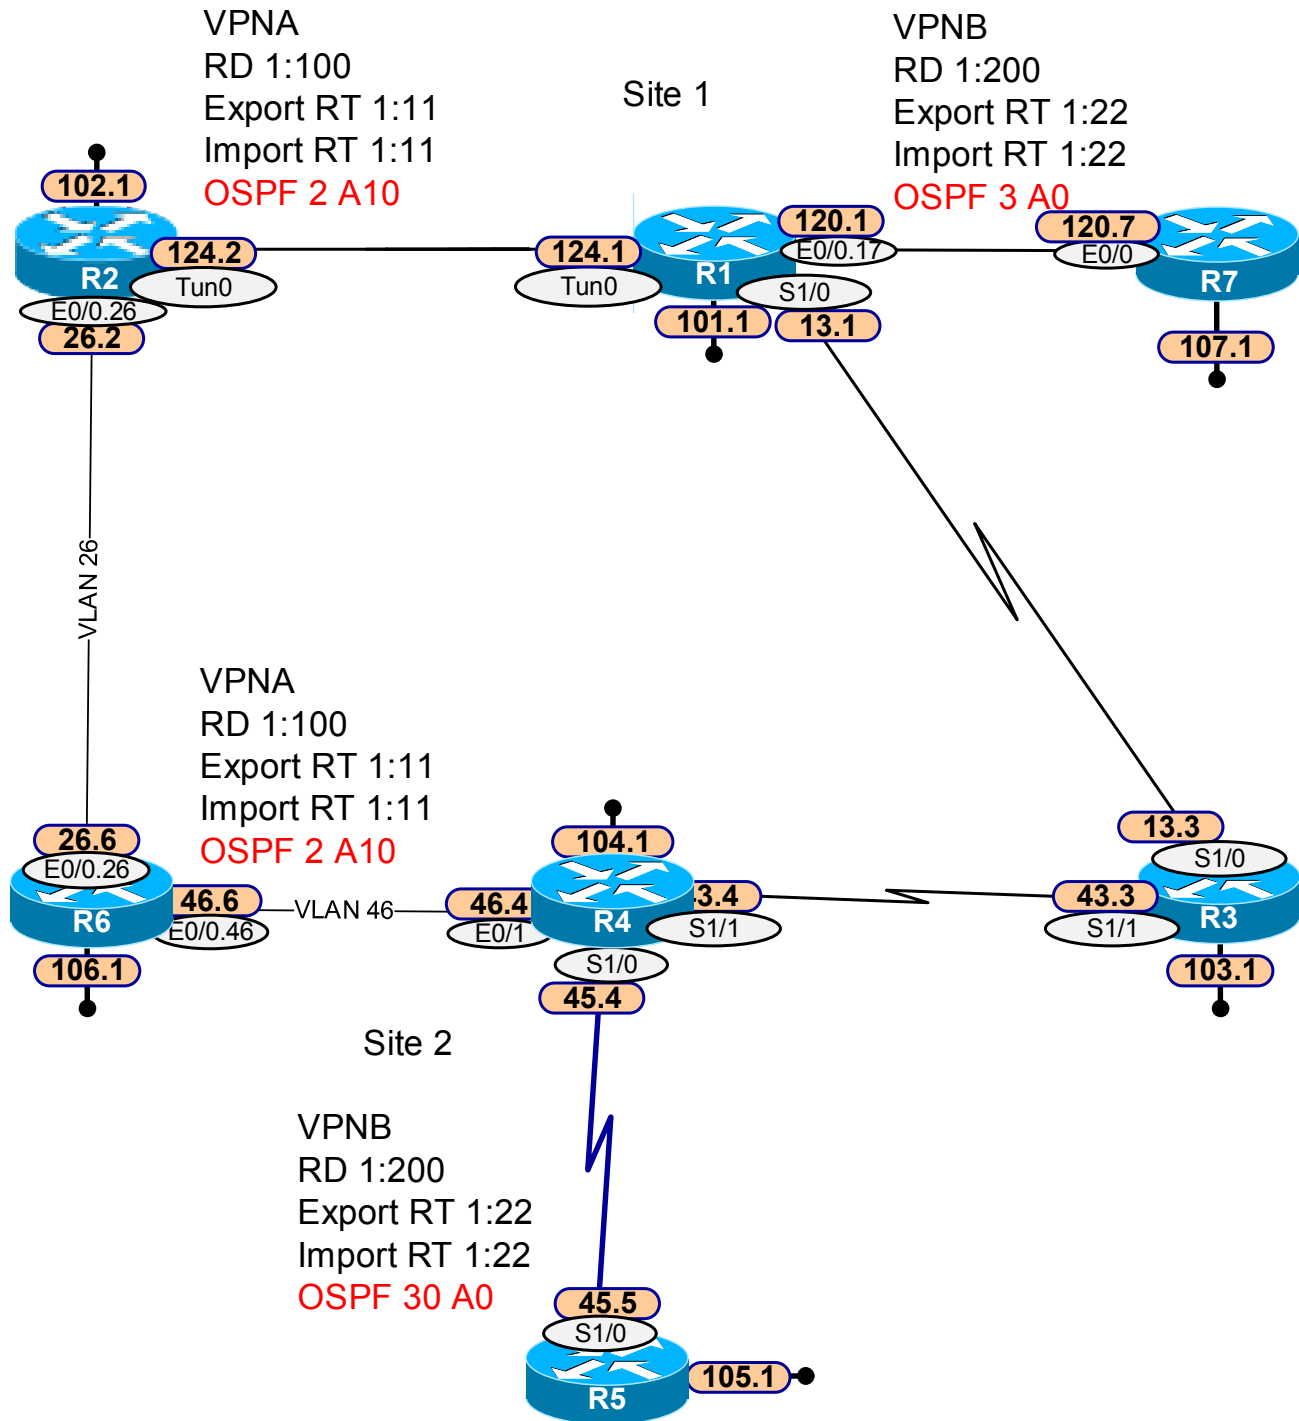 VPNA
RD 1:100
Export RT 1:11
Import RT 1:11
OSPF 2 A10
Site 1
VPNB
RD 1:200
Export RT 1:22
Import RT 1:22
OSPF 3 A0
102.1
R2
124.2
Tun0
E0/0.26
26.2
124.1
Tun0
R1
120.1
E0/0.17
S1/0
101.1
13.1
120.7
E0/0
R7
107.1
VLAN 26
VPNA
RD 1:100
Export RT 1:11
Import RT 1:11
OSPF 2 A10
26.6
E0/0.26
R6
46.6
E0/0.46
106.1
VLAN 46
104.1
46.4
E0/1
R4
3.4
S1/1
S1/0
45.4
13.3
S1/0
43.3
S1/1
R3
103.1
Site 2
VPNB
RD 1:200
Export RT 1:22
Import RT 1:22
OSPF 30 A0
45.5
S1/0
R5
105.1